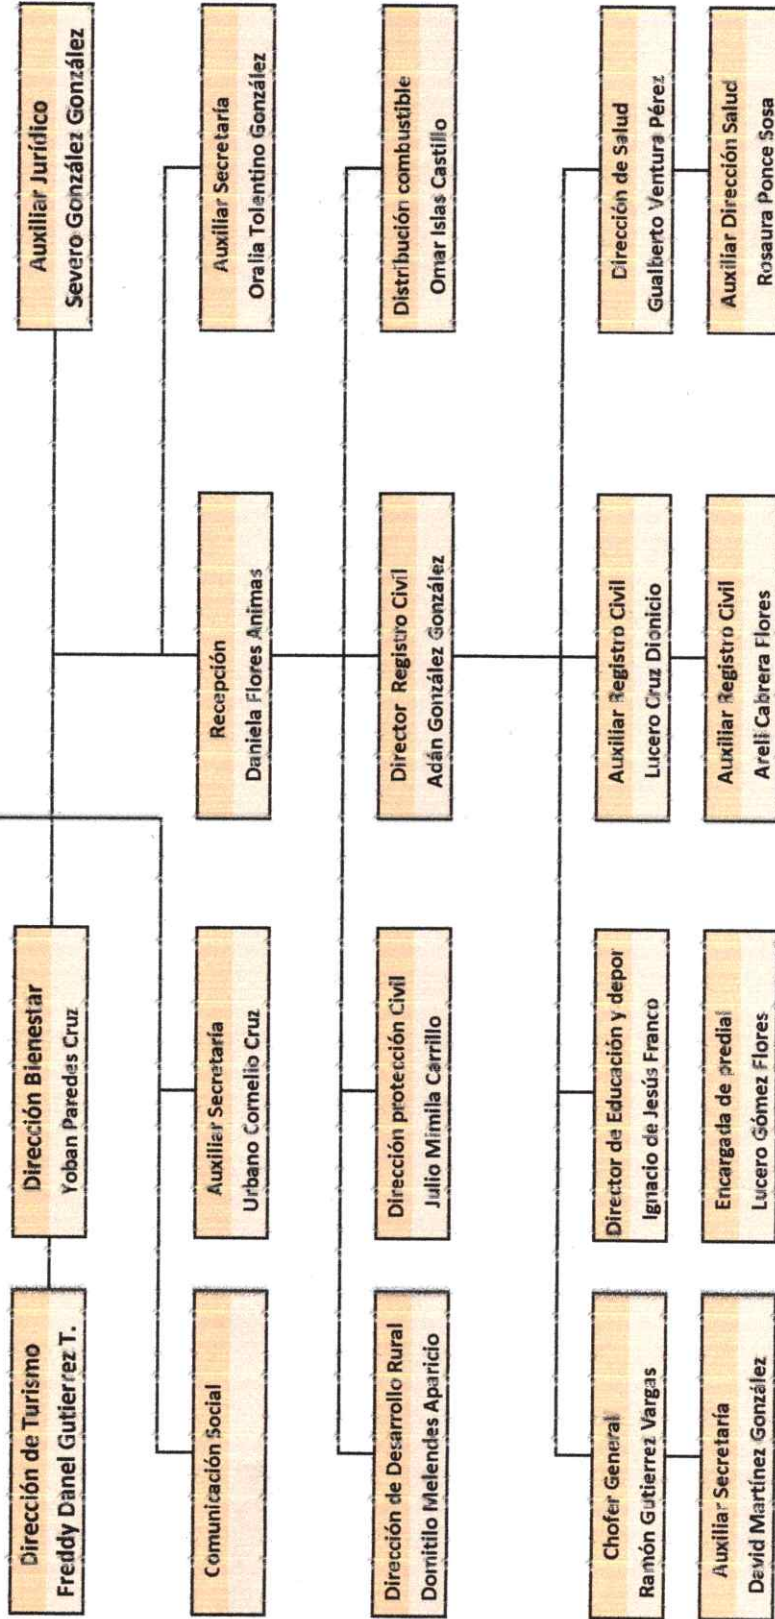 Dirección de Turismo
Freddy Danel Gutierrez T.
Dirección Bienestar
Yoban Paredes Cruz
Auxiliar Jurídico
Severo González González
Comunicación Social
Auxiliar Secretaría
Urbano Cornelio Cruz
Recepción
Daniela Flores Animas
Auxiliar Secretaría
Oralia Tolentino González
Dirección de Desarrollo Rural
Domitilo Melendes Aparicio
Dirección protección Civil
Julio Mimila Carrillo
Director Registro Civil
Adán González González
Distribución combustible
Omar Islas Castillo
Chofer General
Ramón Gutierrez Vargas
Director de Educación y depor
Ignacio de Jesús Franco
Auxiliar Registro Civil
Lucero Cruz Dionicio
Dirección de Salud
Gualberto Ventura Pérez
Auxiliar Secretaría
David Martínez González
Encargada de predial
Lucero Gómez Flores
Auxiliar Registro Civil
Areli Cabrera Flores
Auxiliar Dirección Salud
Rosaura Ponce Sosa